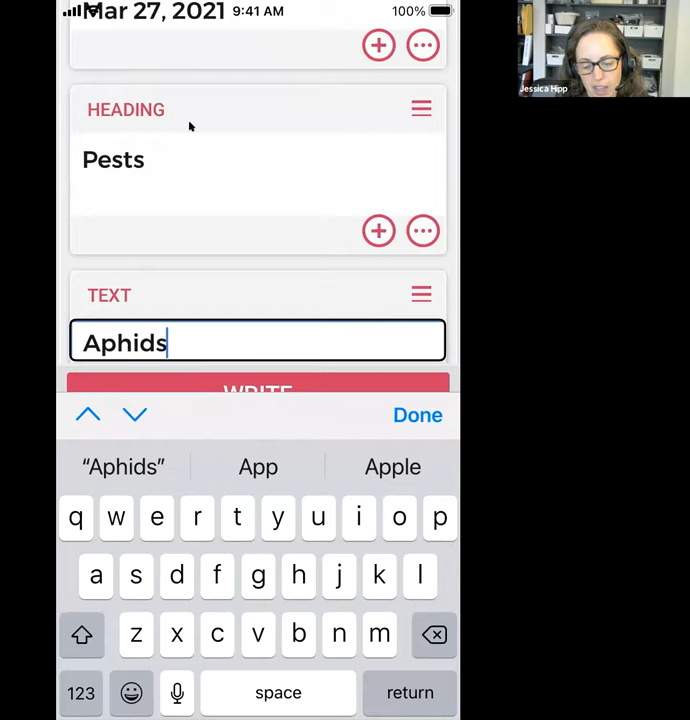 Mar 27, 2021
9:41 AM
100%
Jessica Hipp
HEADING
Pests
TEXT
Aphids
WRITE
Done
“Aphids” App Apple
q w e r t y u i o p
a s d f g h j k l
z x c v b n m
123 space return